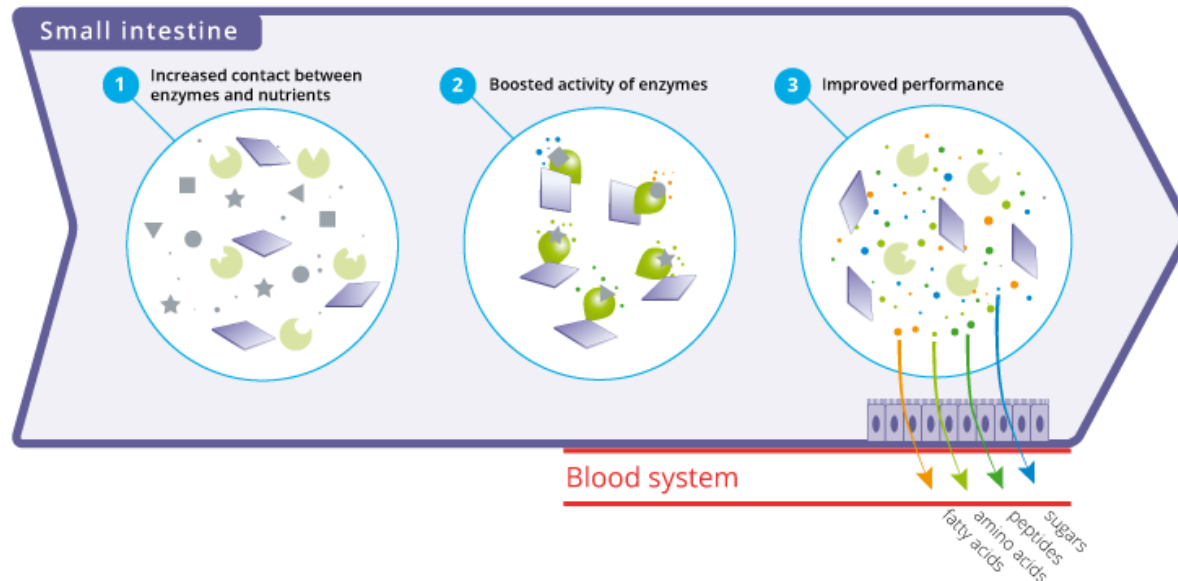 Small intestine
1
Increased contact between
enzymes and nutrients
2
Boosted activity of enzymes
3
Improved performance
Blood system
fatty acids
amino acids
peptides
sugars